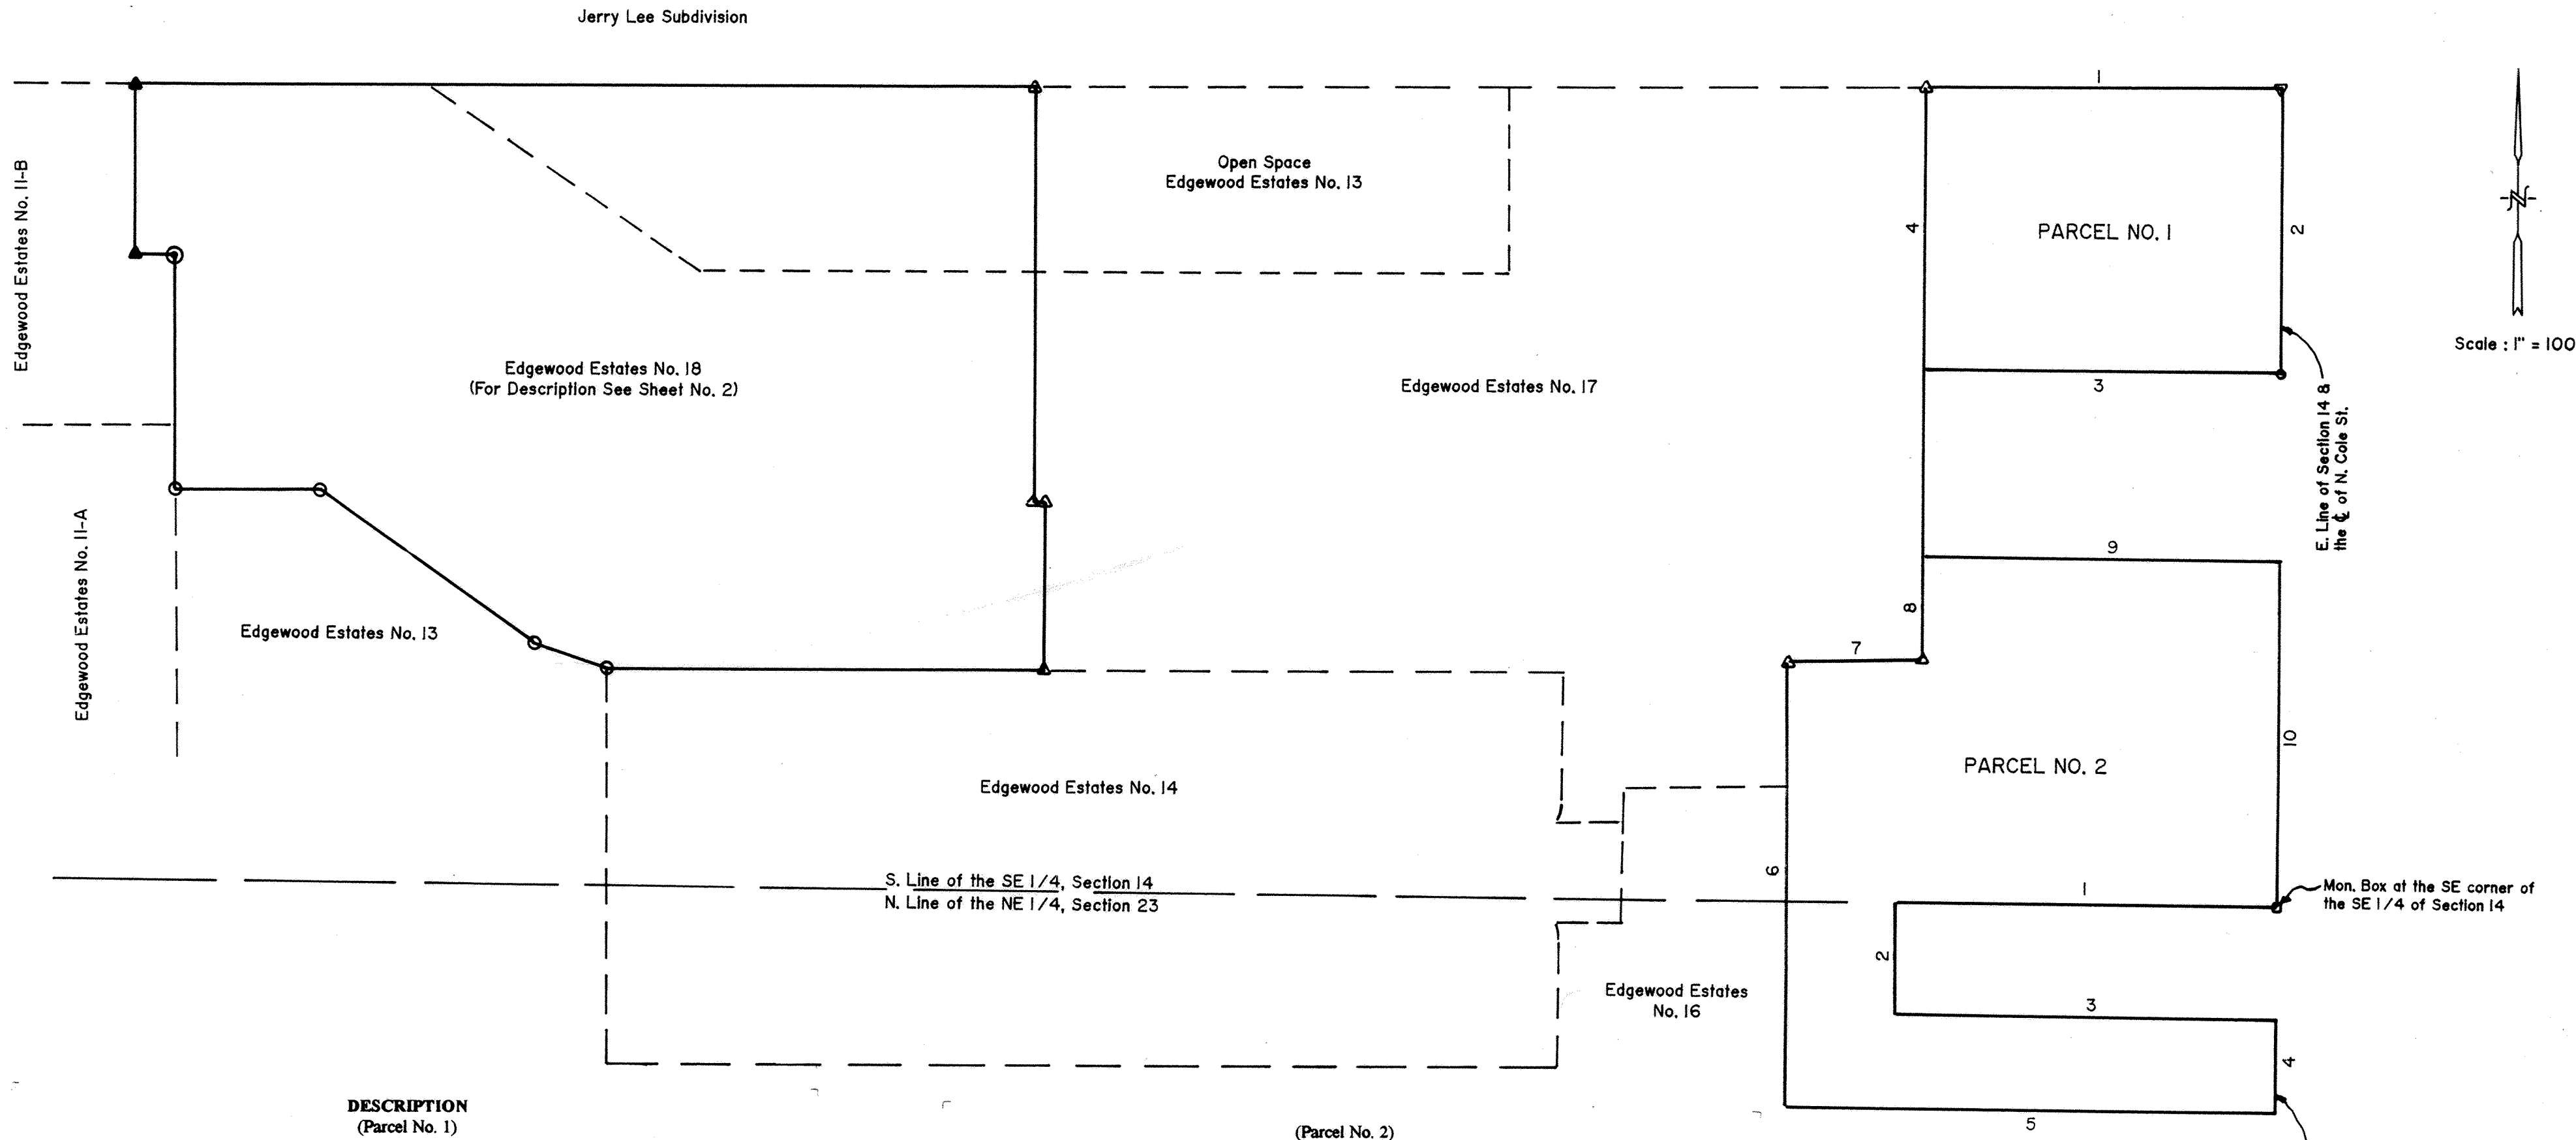 Jerry Lee Subdivision
Edgewood Estates No. 11-B
Open Space
Edgewood Estates No. 13
1
4
PARCEL NO. 1
2
N
Scale : 1" = 100
Edgewood Estates No. 18
(For Description See Sheet No. 2)
Edgewood Estates No. 17
3
E. Line of Section 14 &
the ℄ of N. Cole St.
Edgewood Estates No. 11-A
Edgewood Estates No. 13
9
8
7
10
PARCEL NO. 2
Edgewood Estates No. 14
S. Line of the SE 1/4, Section 14
N. Line of the NE 1/4, Section 23
6
1
Mon. Box at the SE corner of
the SE 1/4 of Section 14
2
Edgewood Estates
No. 16
3
4
5
DESCRIPTION
(Parcel No. 1)
(Parcel No. 2)